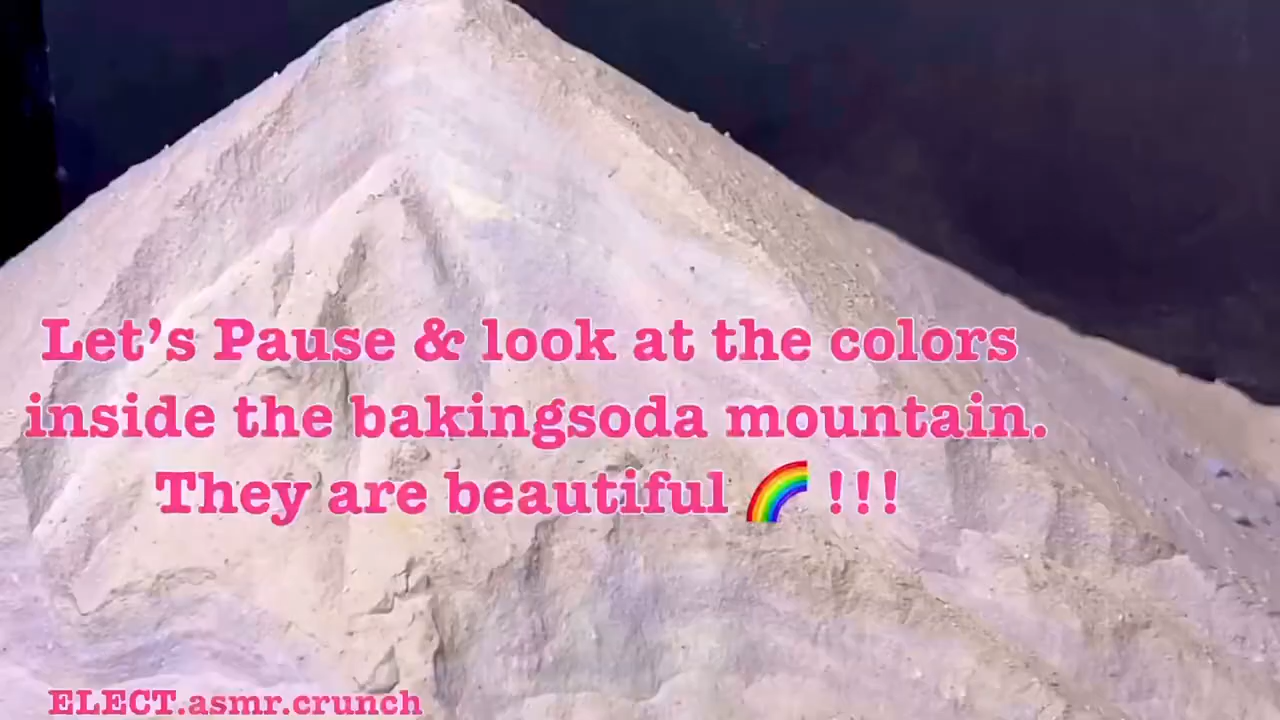 Let's Pause & look at the colors
inside the bakingsoda mountain.
They are beautiful 🌈 !!!
ELECT.asmr.crunch